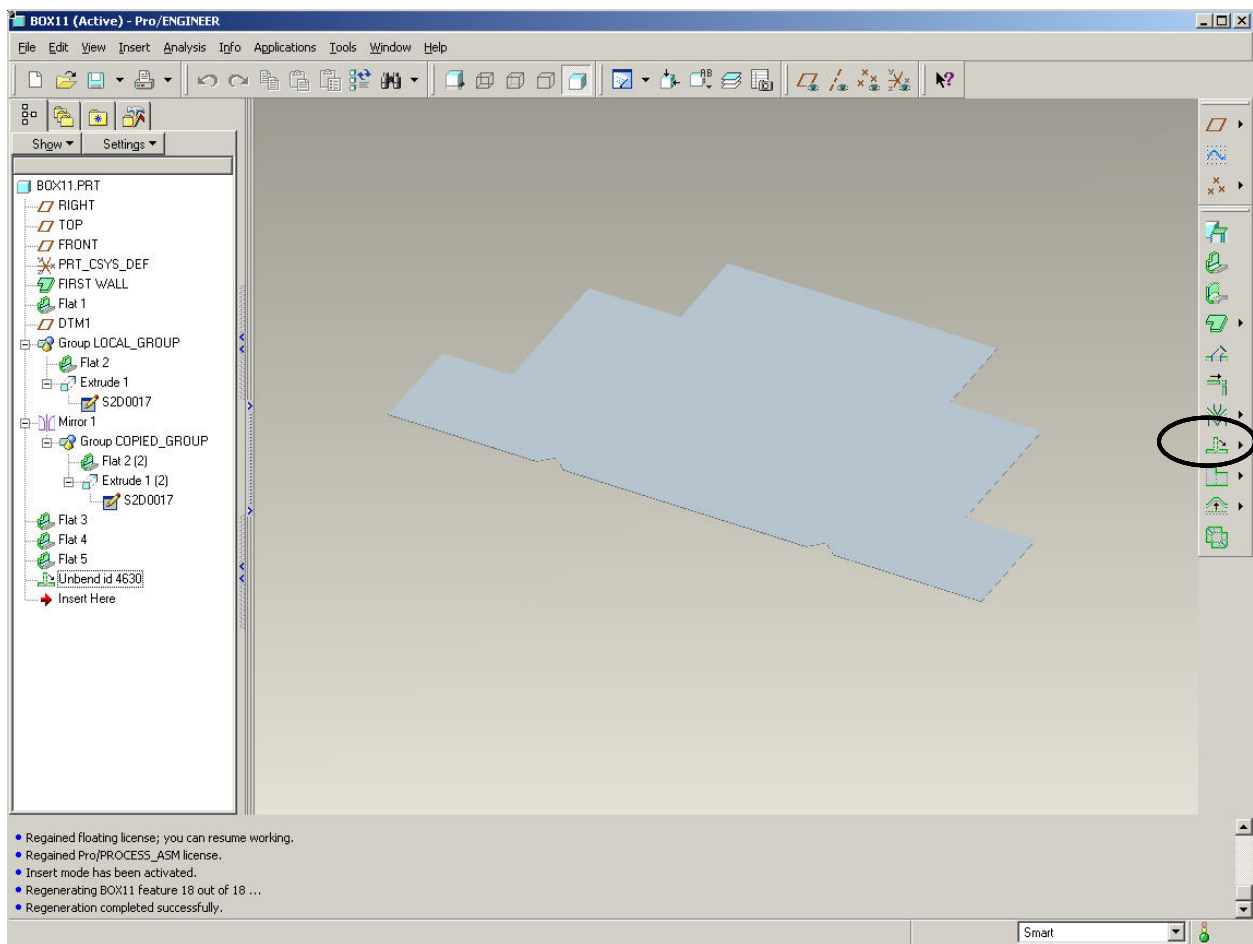 BOX11 (Active) - Pro/ENGINEER
File Edit View Insert Analysis Info Applications Tools Window Help
Show Settings
BOX11.PRT
RIGHT
TOP
FRONT
PRT_CSYS_DEF
FIRST WALL
Flat 1
DTM1
Group LOCAL_GROUP
Flat 2
Extrude 1
S2D0017
Mirror 1
Group COPIED_GROUP
Flat 2 (2)
Extrude 1 (2)
S2D0017
Flat 3
Flat 4
Flat 5
Unbend id 4630
Insert Here
• Regained floating license; you can resume working.
• Regained Pro/PROCESS_ASM license.
• Insert mode has been activated.
• Regenerating BOX11 feature 18 out of 18 ...
• Regeneration completed successfully.
Smart